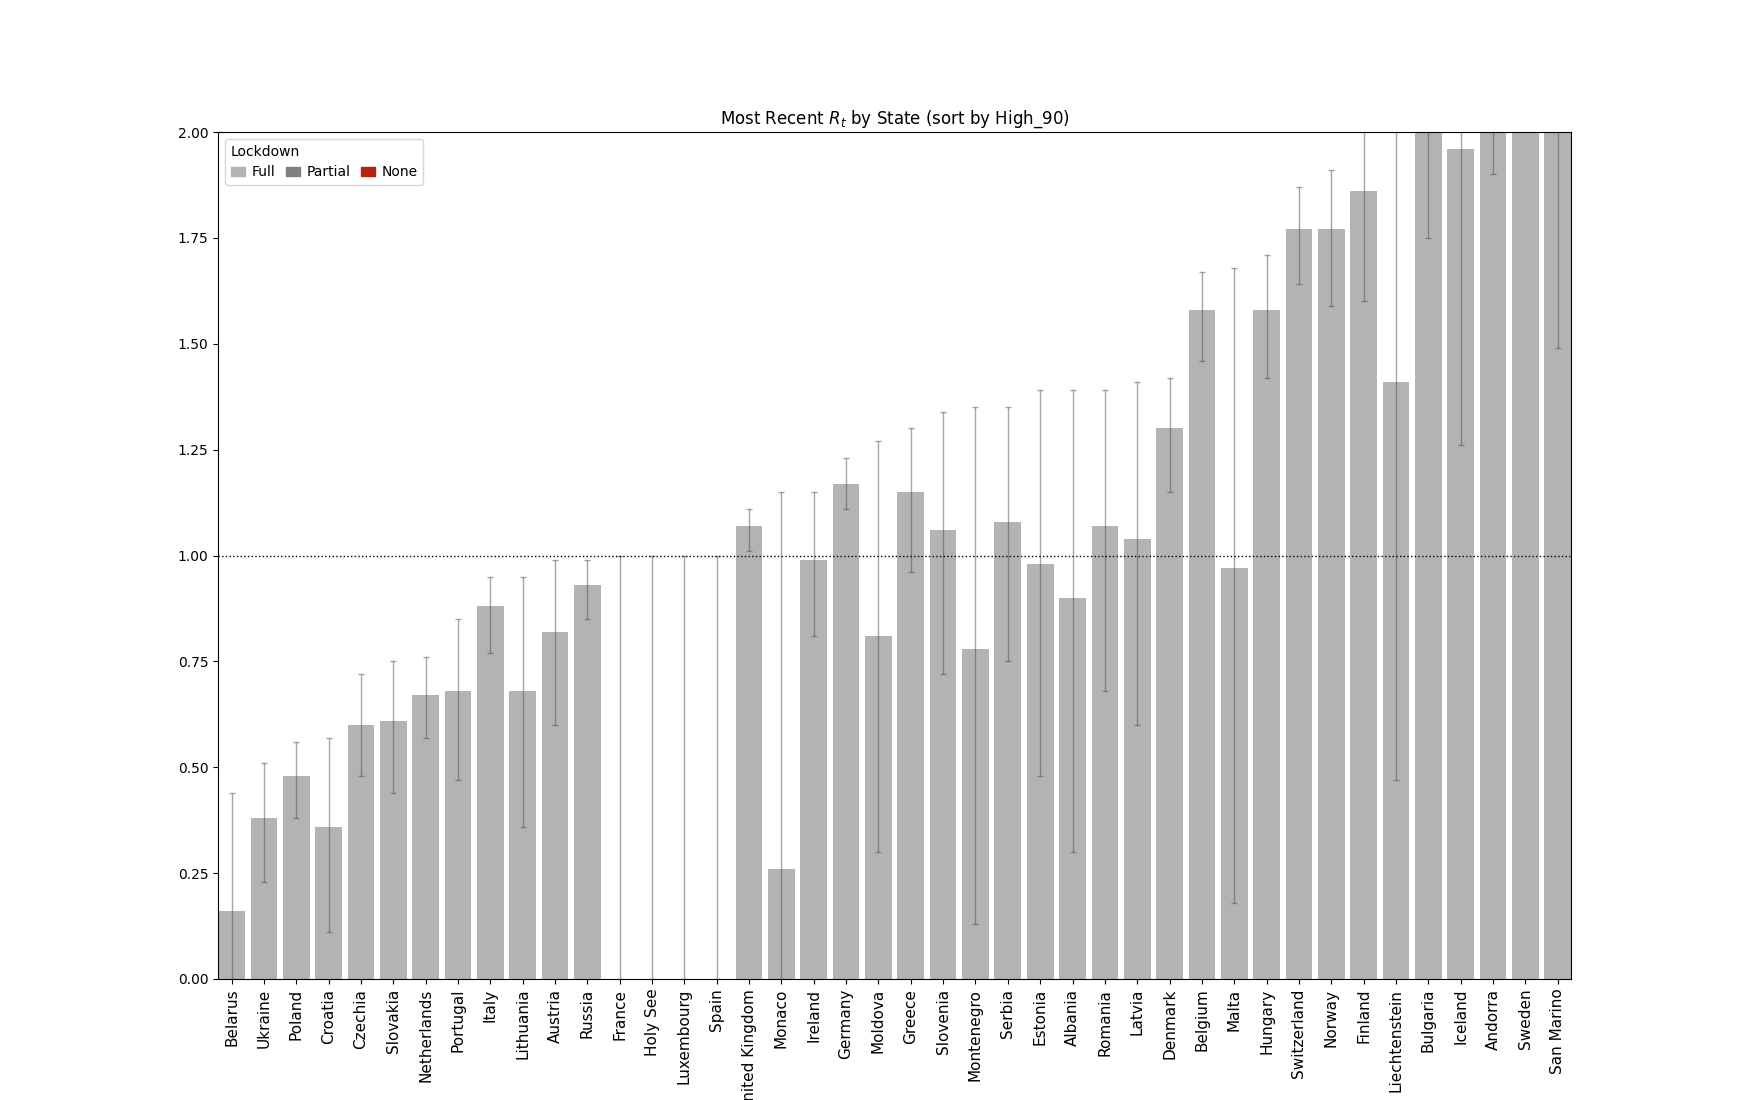 Most Recent R_t by State (sort by High_90)
Lockdown
Full Partial None
2.00
1.75
1.50
1.25
1.00
0.75
0.50
0.25
0.00
Belarus
Ukraine
Poland
Croatia
Czechia
Slovakia
Netherlands
Portugal
Italy
Lithuania
Austria
Russia
France
Holy See
Luxembourg
Spain
nited Kingdom
Monaco
Ireland
Germany
Moldova
Greece
Slovenia
Montenegro
Serbia
Estonia
Albania
Romania
Latvia
Denmark
Belgium
Malta
Hungary
Switzerland
Norway
Finland
Liechtenstein
Bulgaria
Iceland
Andorra
Sweden
San Marino